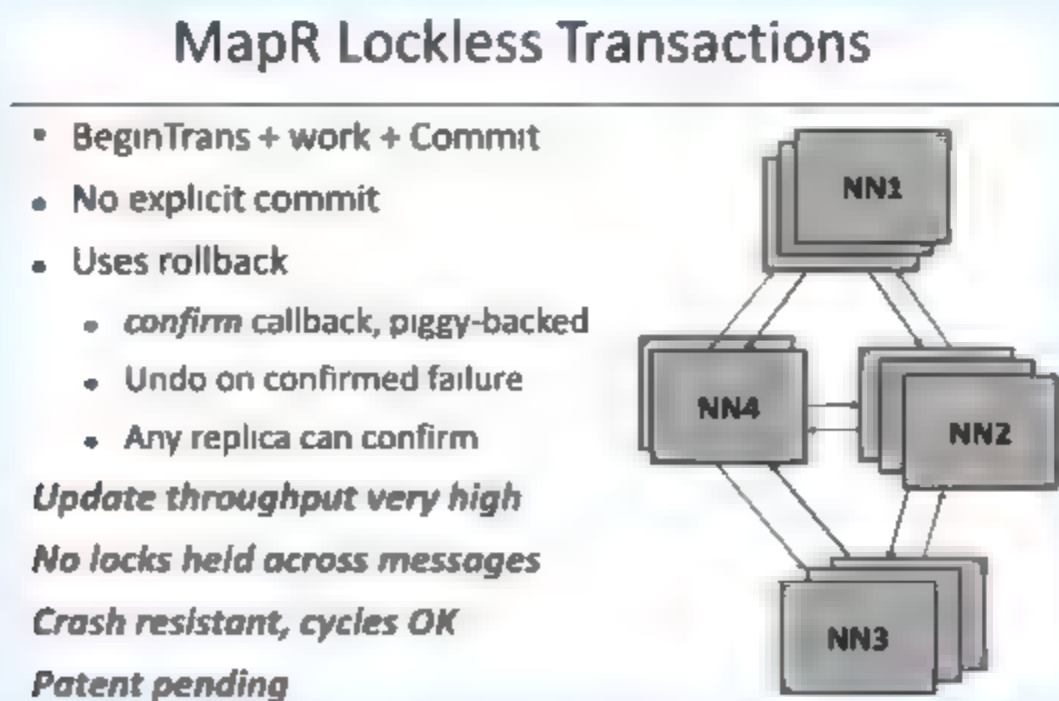 MapR Lockless Transactions
• BeginTrans + work + Commit
• No explicit commit
• Uses rollback
• confirm callback, piggy-backed
• Undo on confirmed failure
• Any replica can confirm
Update throughput very high
No locks held across messages
Crash resistant, cycles OK
Patent pending
NN1
NN4
NN2
NN3